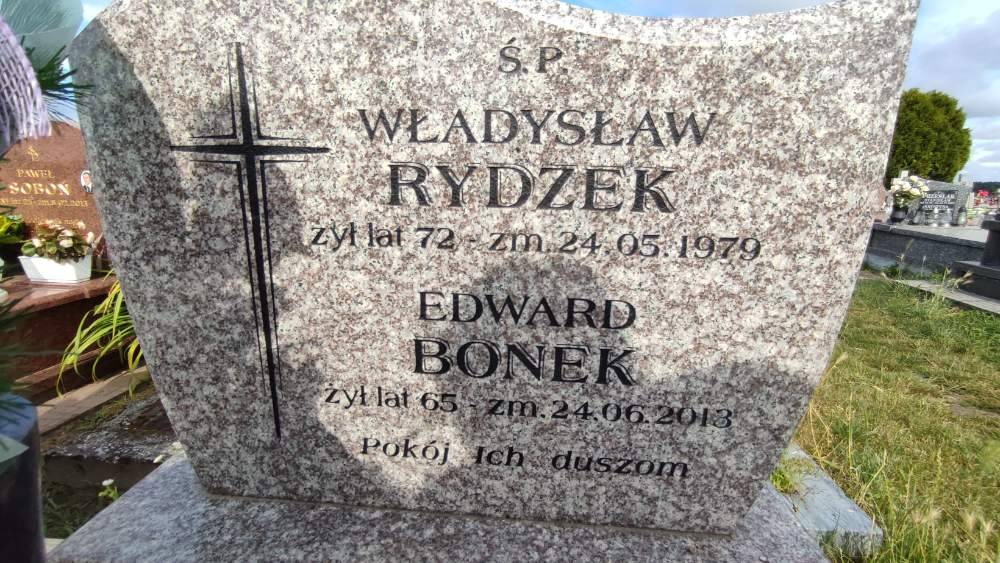 Ś.P.
WŁADYSŁAW
RYDZEK
żył lat 72 - zm. 24.05.1979
EDWARD
BONEK
żył lat 65 - zm. 24.06.2013
Pokój Ich duszom
PAWEŁ
SOBOŃ